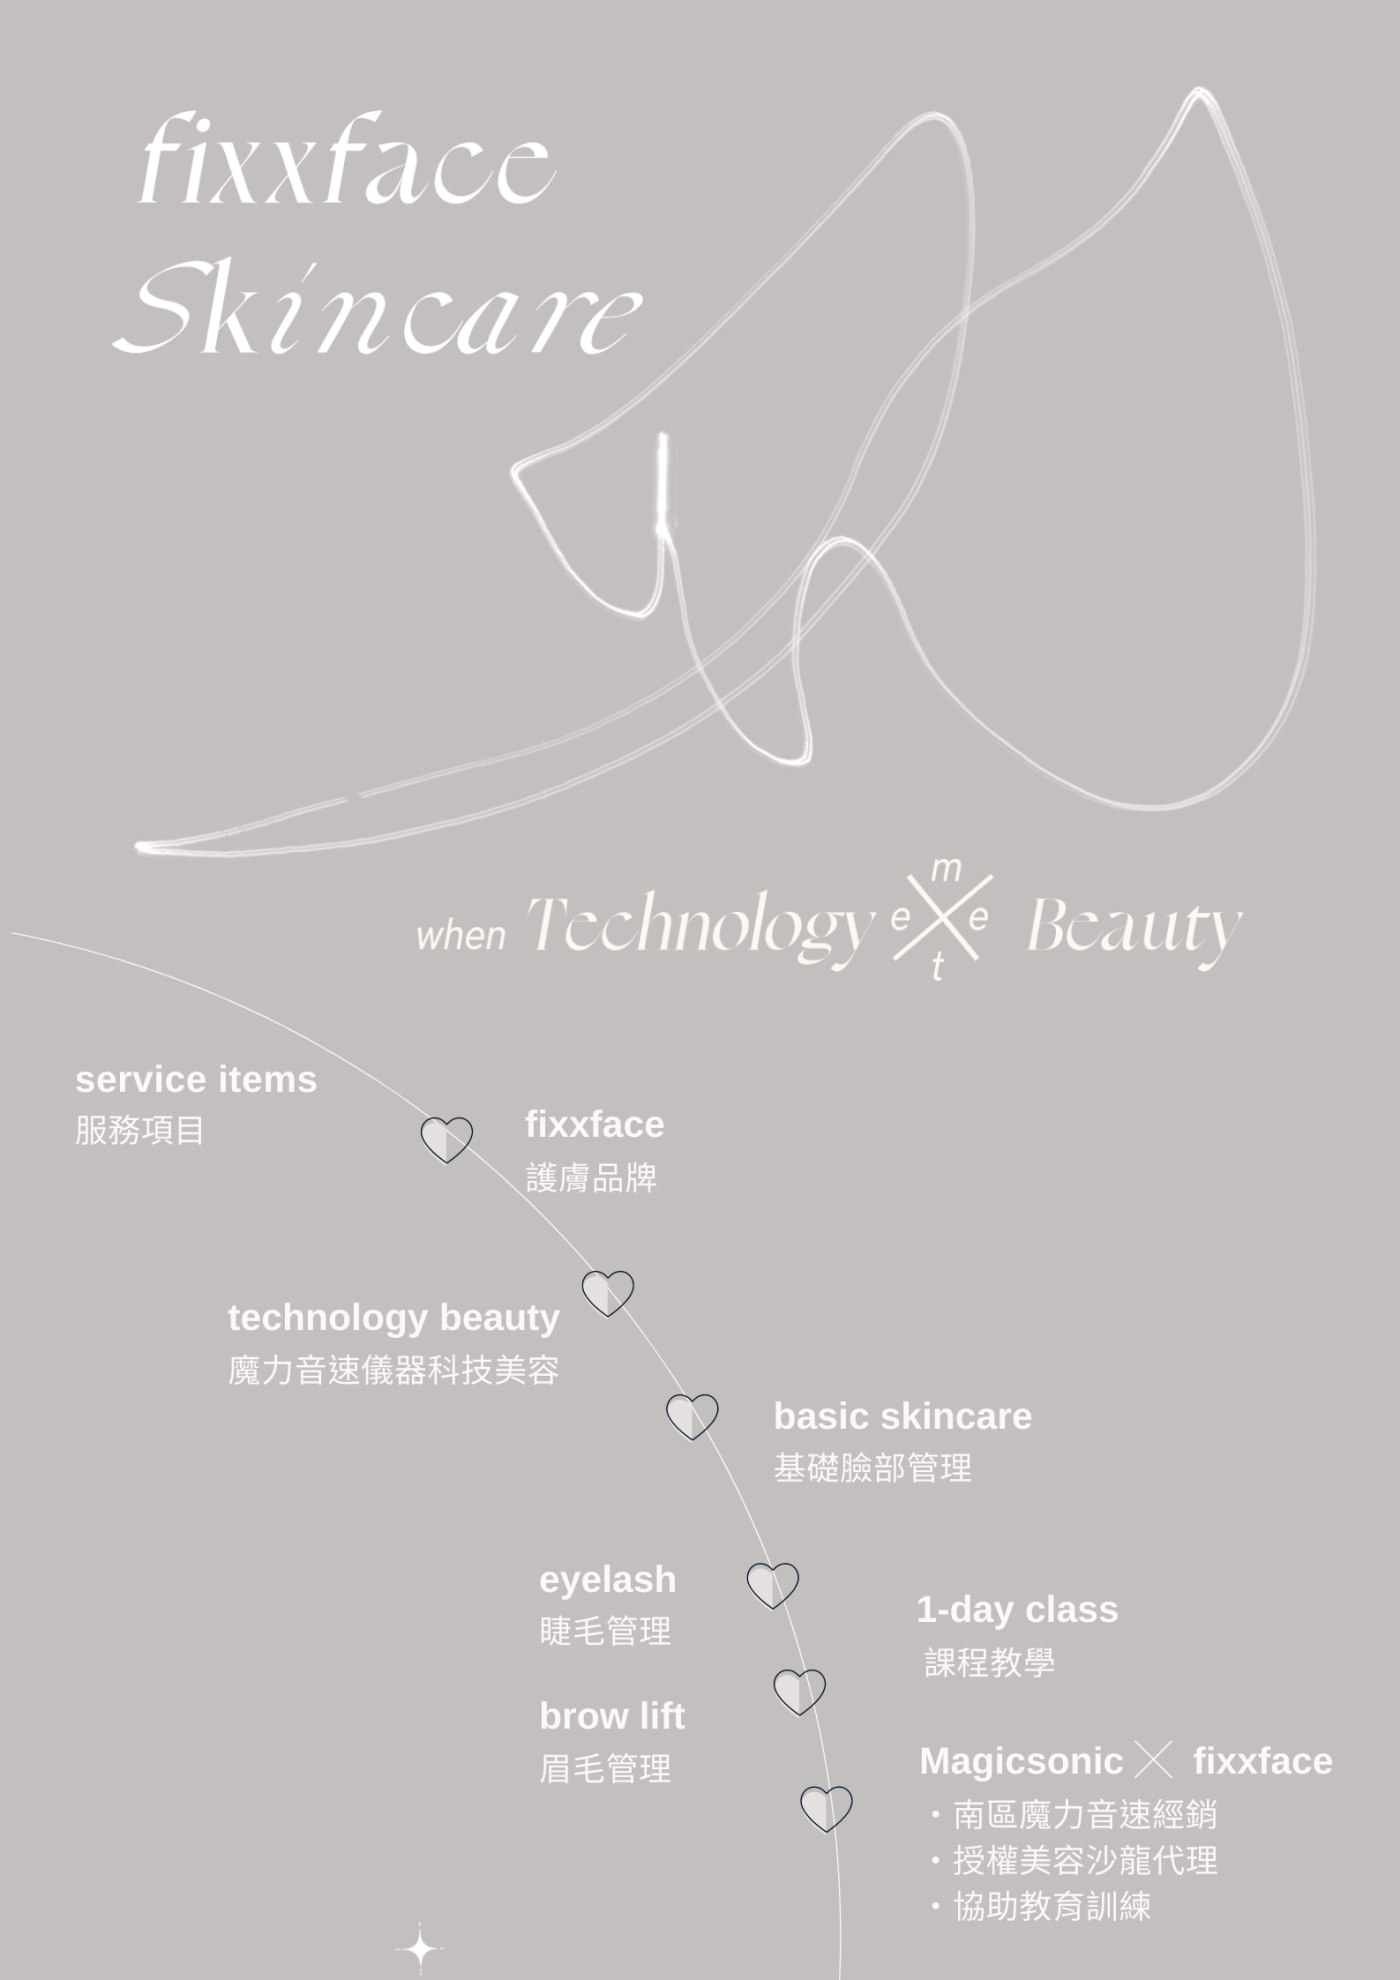 fixxface
Skincare
when Technology meet Beauty
service items
服務項目
fixxface
護膚品牌
technology beauty
魔力音速儀器科技美容
basic skincare
基礎臉部管理
eyelash
睫毛管理
1-day class
課程教學
brow lift
眉毛管理
Magicsonic × fixxface
・南區魔力音速經銷
・授權美容沙龍代理
・協助教育訓練